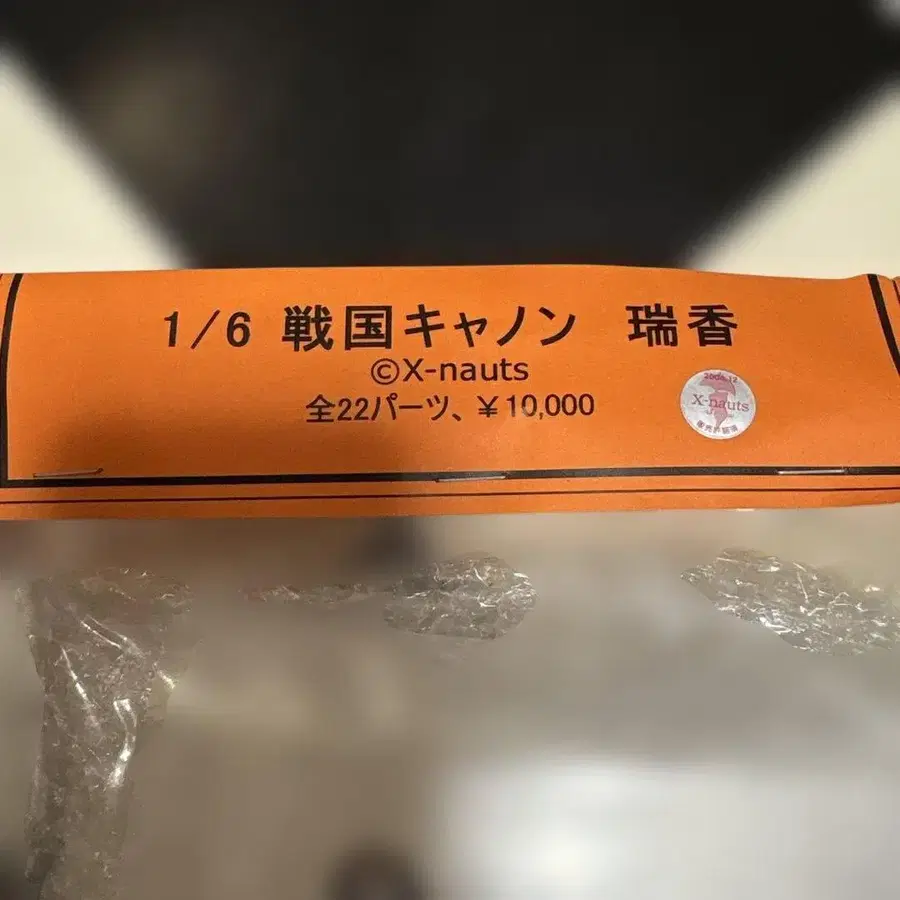 1/6 戦国キャノン 瑞香
©X-nauts
全22パーツ、￥10,000
X-nauts